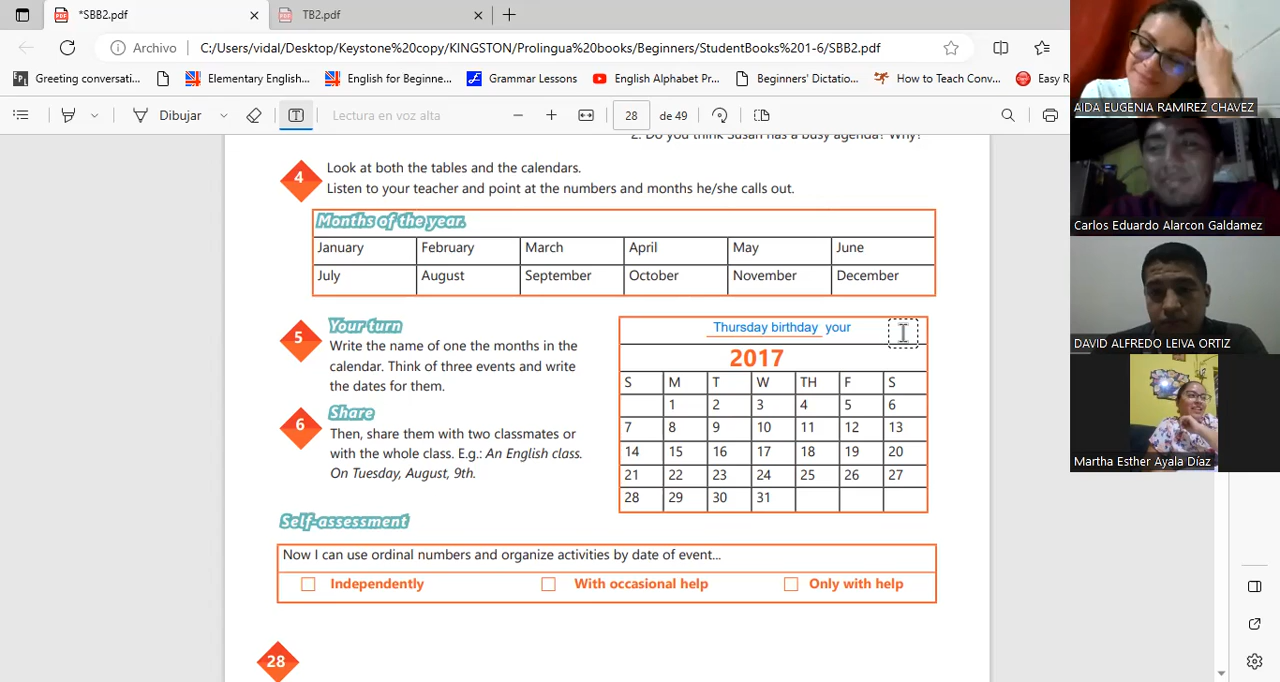 *SBB2.pdf
TB2.pdf
Archivo
C:/Users/vidal/Desktop/Keystone%20copy/KINGSTON/Prolingua%20books/Beginners/StudentBooks%201-6/SBB2.pdf
Greeting conversati...
Elementary English...
English for Beginne...
Grammar Lessons
English Alphabet Pr...
Beginners' Dictatio...
How to Teach Conv...
Easy R
Dibujar
Lectura en voz alta
28
de 49
2. Do you think Susan has a busy agenda? Why?
4
Look at both the tables and the calendars.
Listen to your teacher and point at the numbers and months he/she calls out.
Months of the year.
January February March April May June
July August September October November December
5
Your turn
Write the name of one the months in the
calendar. Think of three events and write
the dates for them.
6
Share
Then, share them with two classmates or
with the whole class. E.g.: An English class.
On Tuesday, August, 9th.
Thursday birthday your
2017
S M T W TH F S
1 2 3 4 5 6
7 8 9 10 11 12 13
14 15 16 17 18 19 20
21 22 23 24 25 26 27
28 29 30 31
Self-assessment
Now I can use ordinal numbers and organize activities by date of event...
Independently
With occasional help
Only with help
28
AIDA EUGENIA RAMIREZ CHAVEZ
Carlos Eduardo Alarcon Galdamez
DAVID ALFREDO LEIVA ORTIZ
Martha Esther Ayala Díaz